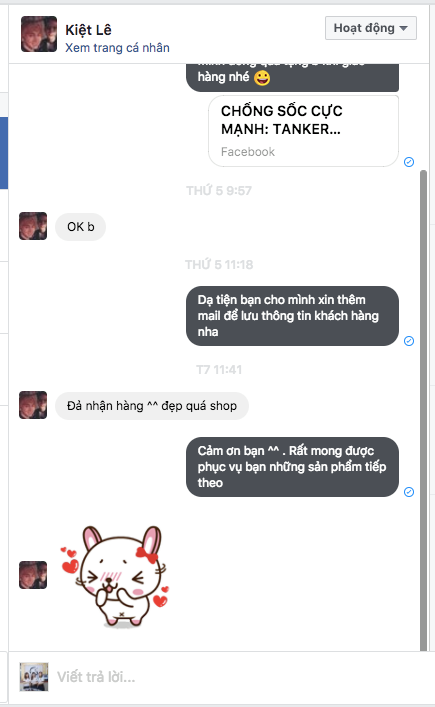 Kiệt Lê
Xem trang cá nhân
Hoạt động
hàng nhé
CHỐNG SỐC CỰC
MẠNH: TANKER...
Facebook
THỨ 5 9:57
OK b
THỨ 5 11:18
Dạ tiện bạn cho mình xin thêm
mail để lưu thông tin khách hàng
nha
T7 11:41
Đả nhận hàng ^^ đẹp quá shop
Cảm ơn bạn ^^ . Rất mong được
phục vụ bạn những sản phẩm tiếp
theo
Viết trả lời...